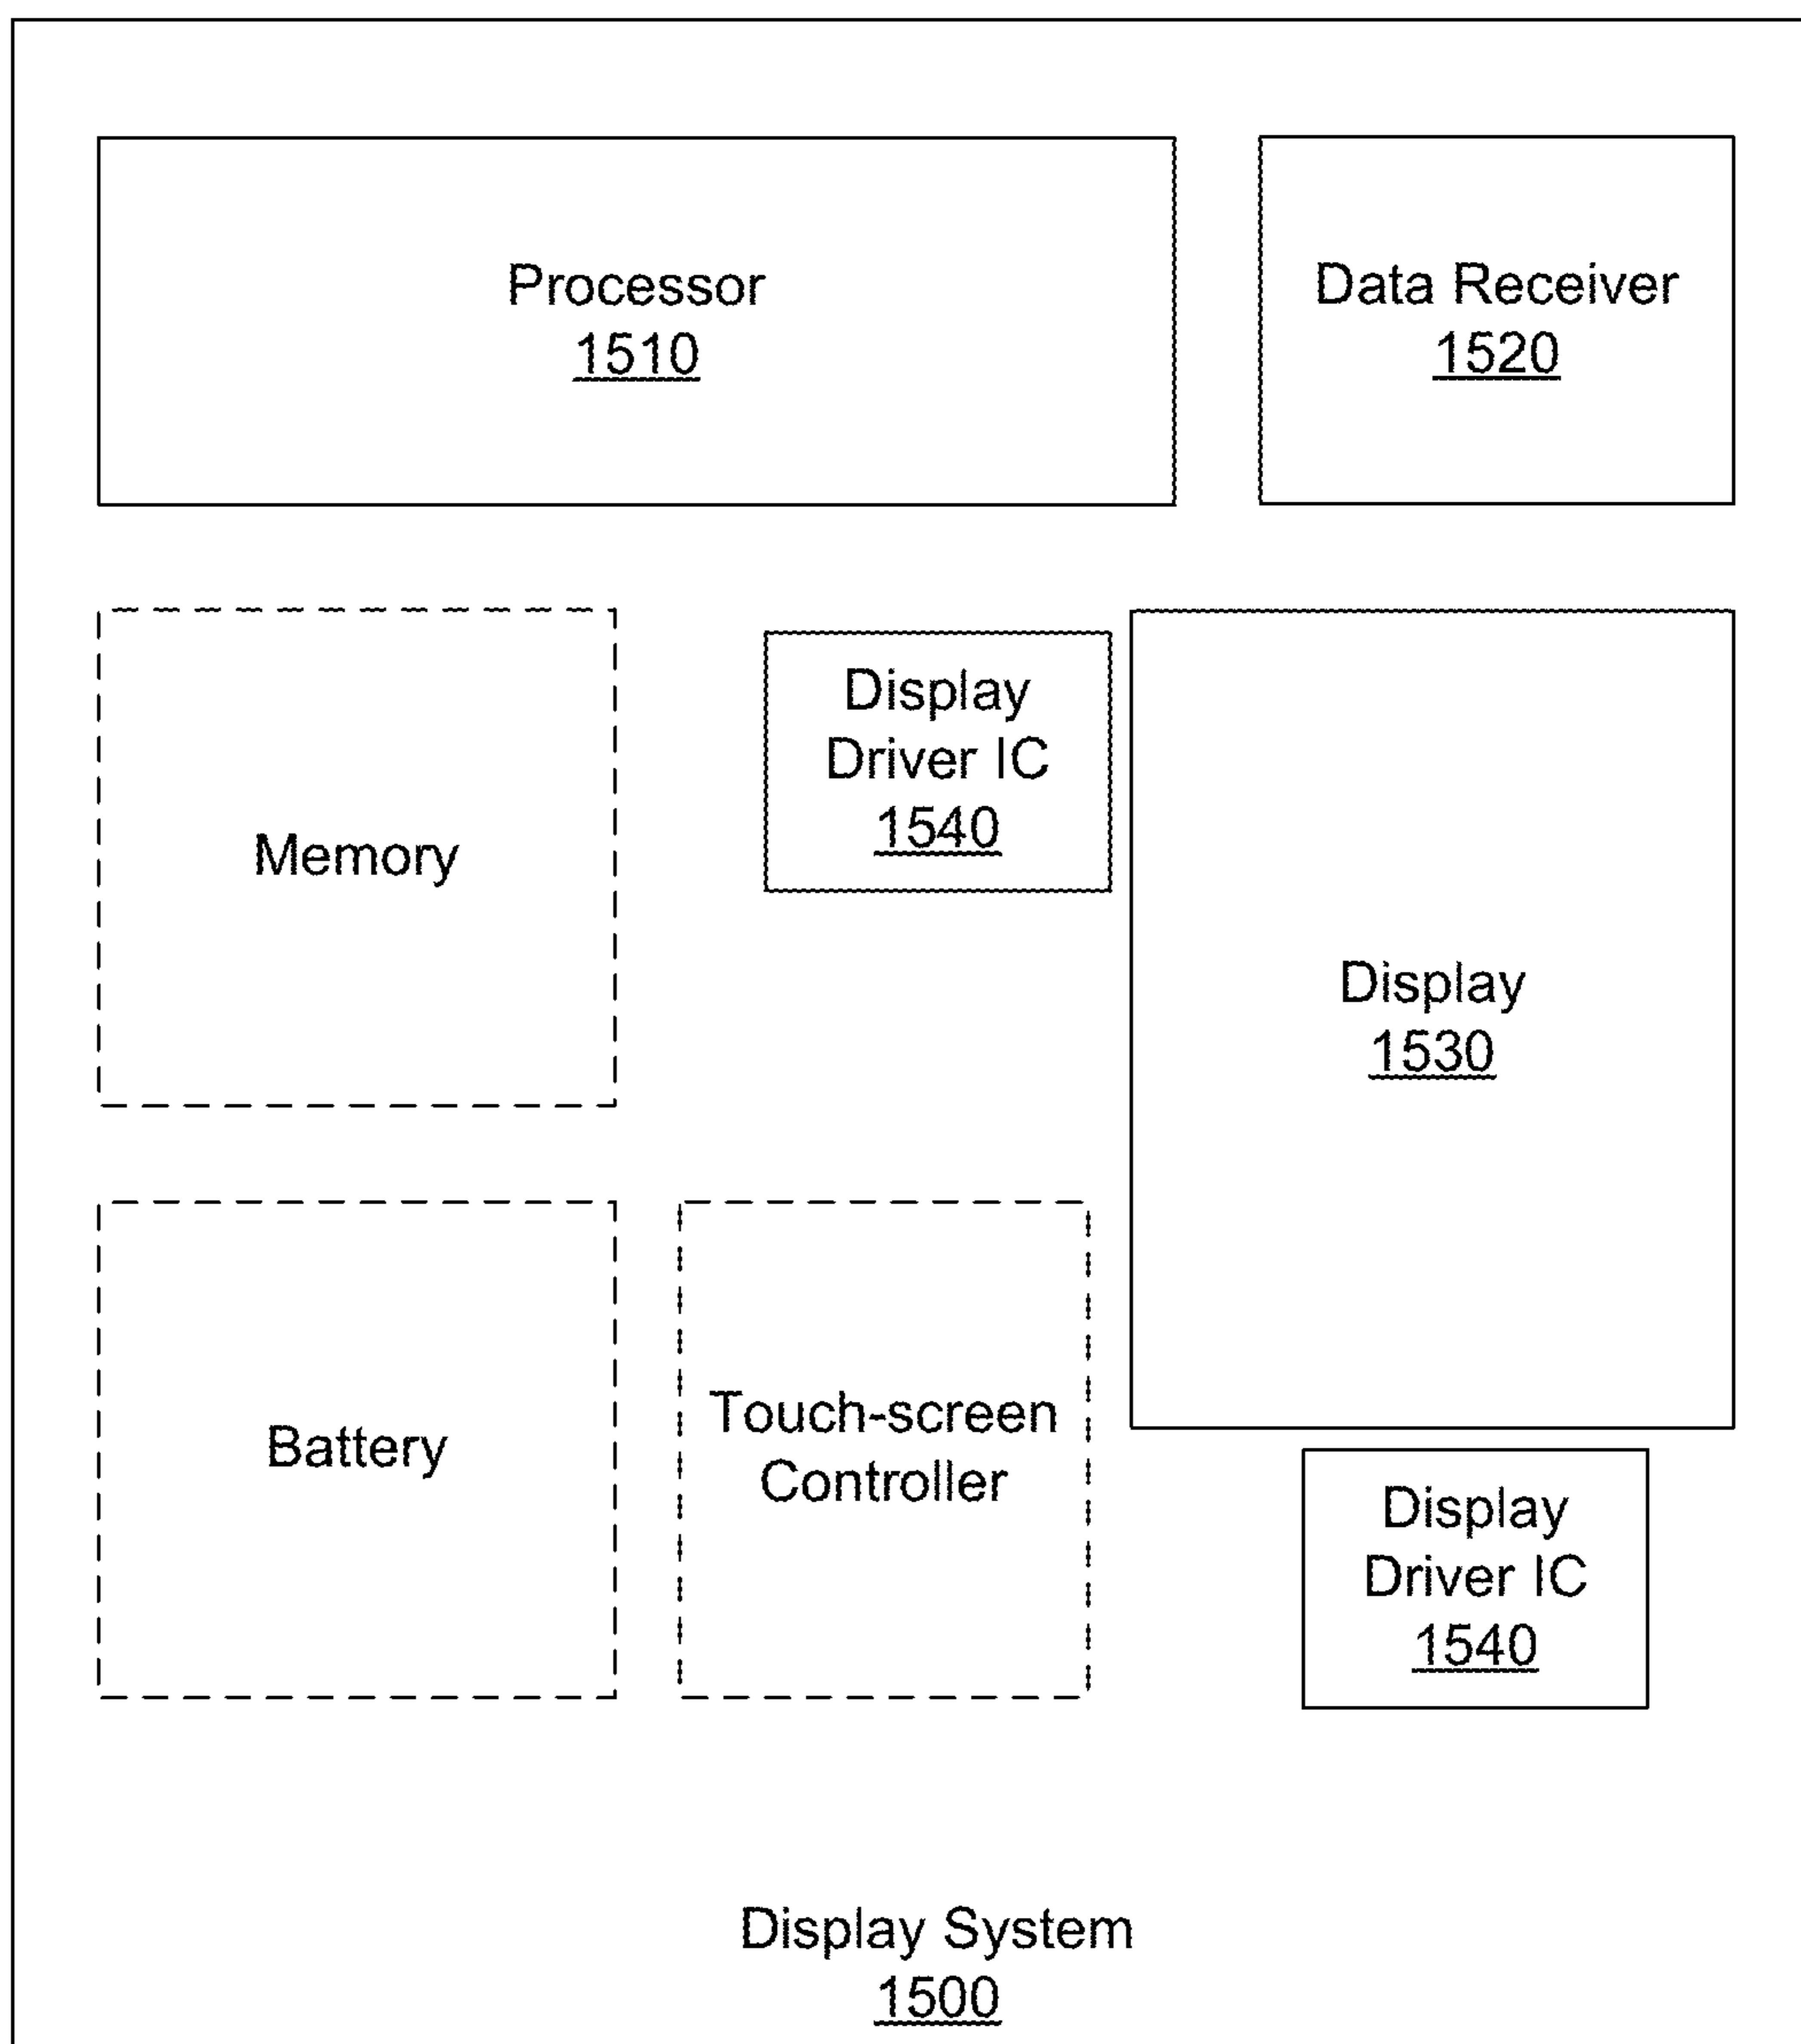 Processor
1510
Data Receiver
1520
Memory
Display
Driver IC
1540
Display
1530
Battery
Touch-screen
Controller
Display
Driver IC
1540
Display System
1500